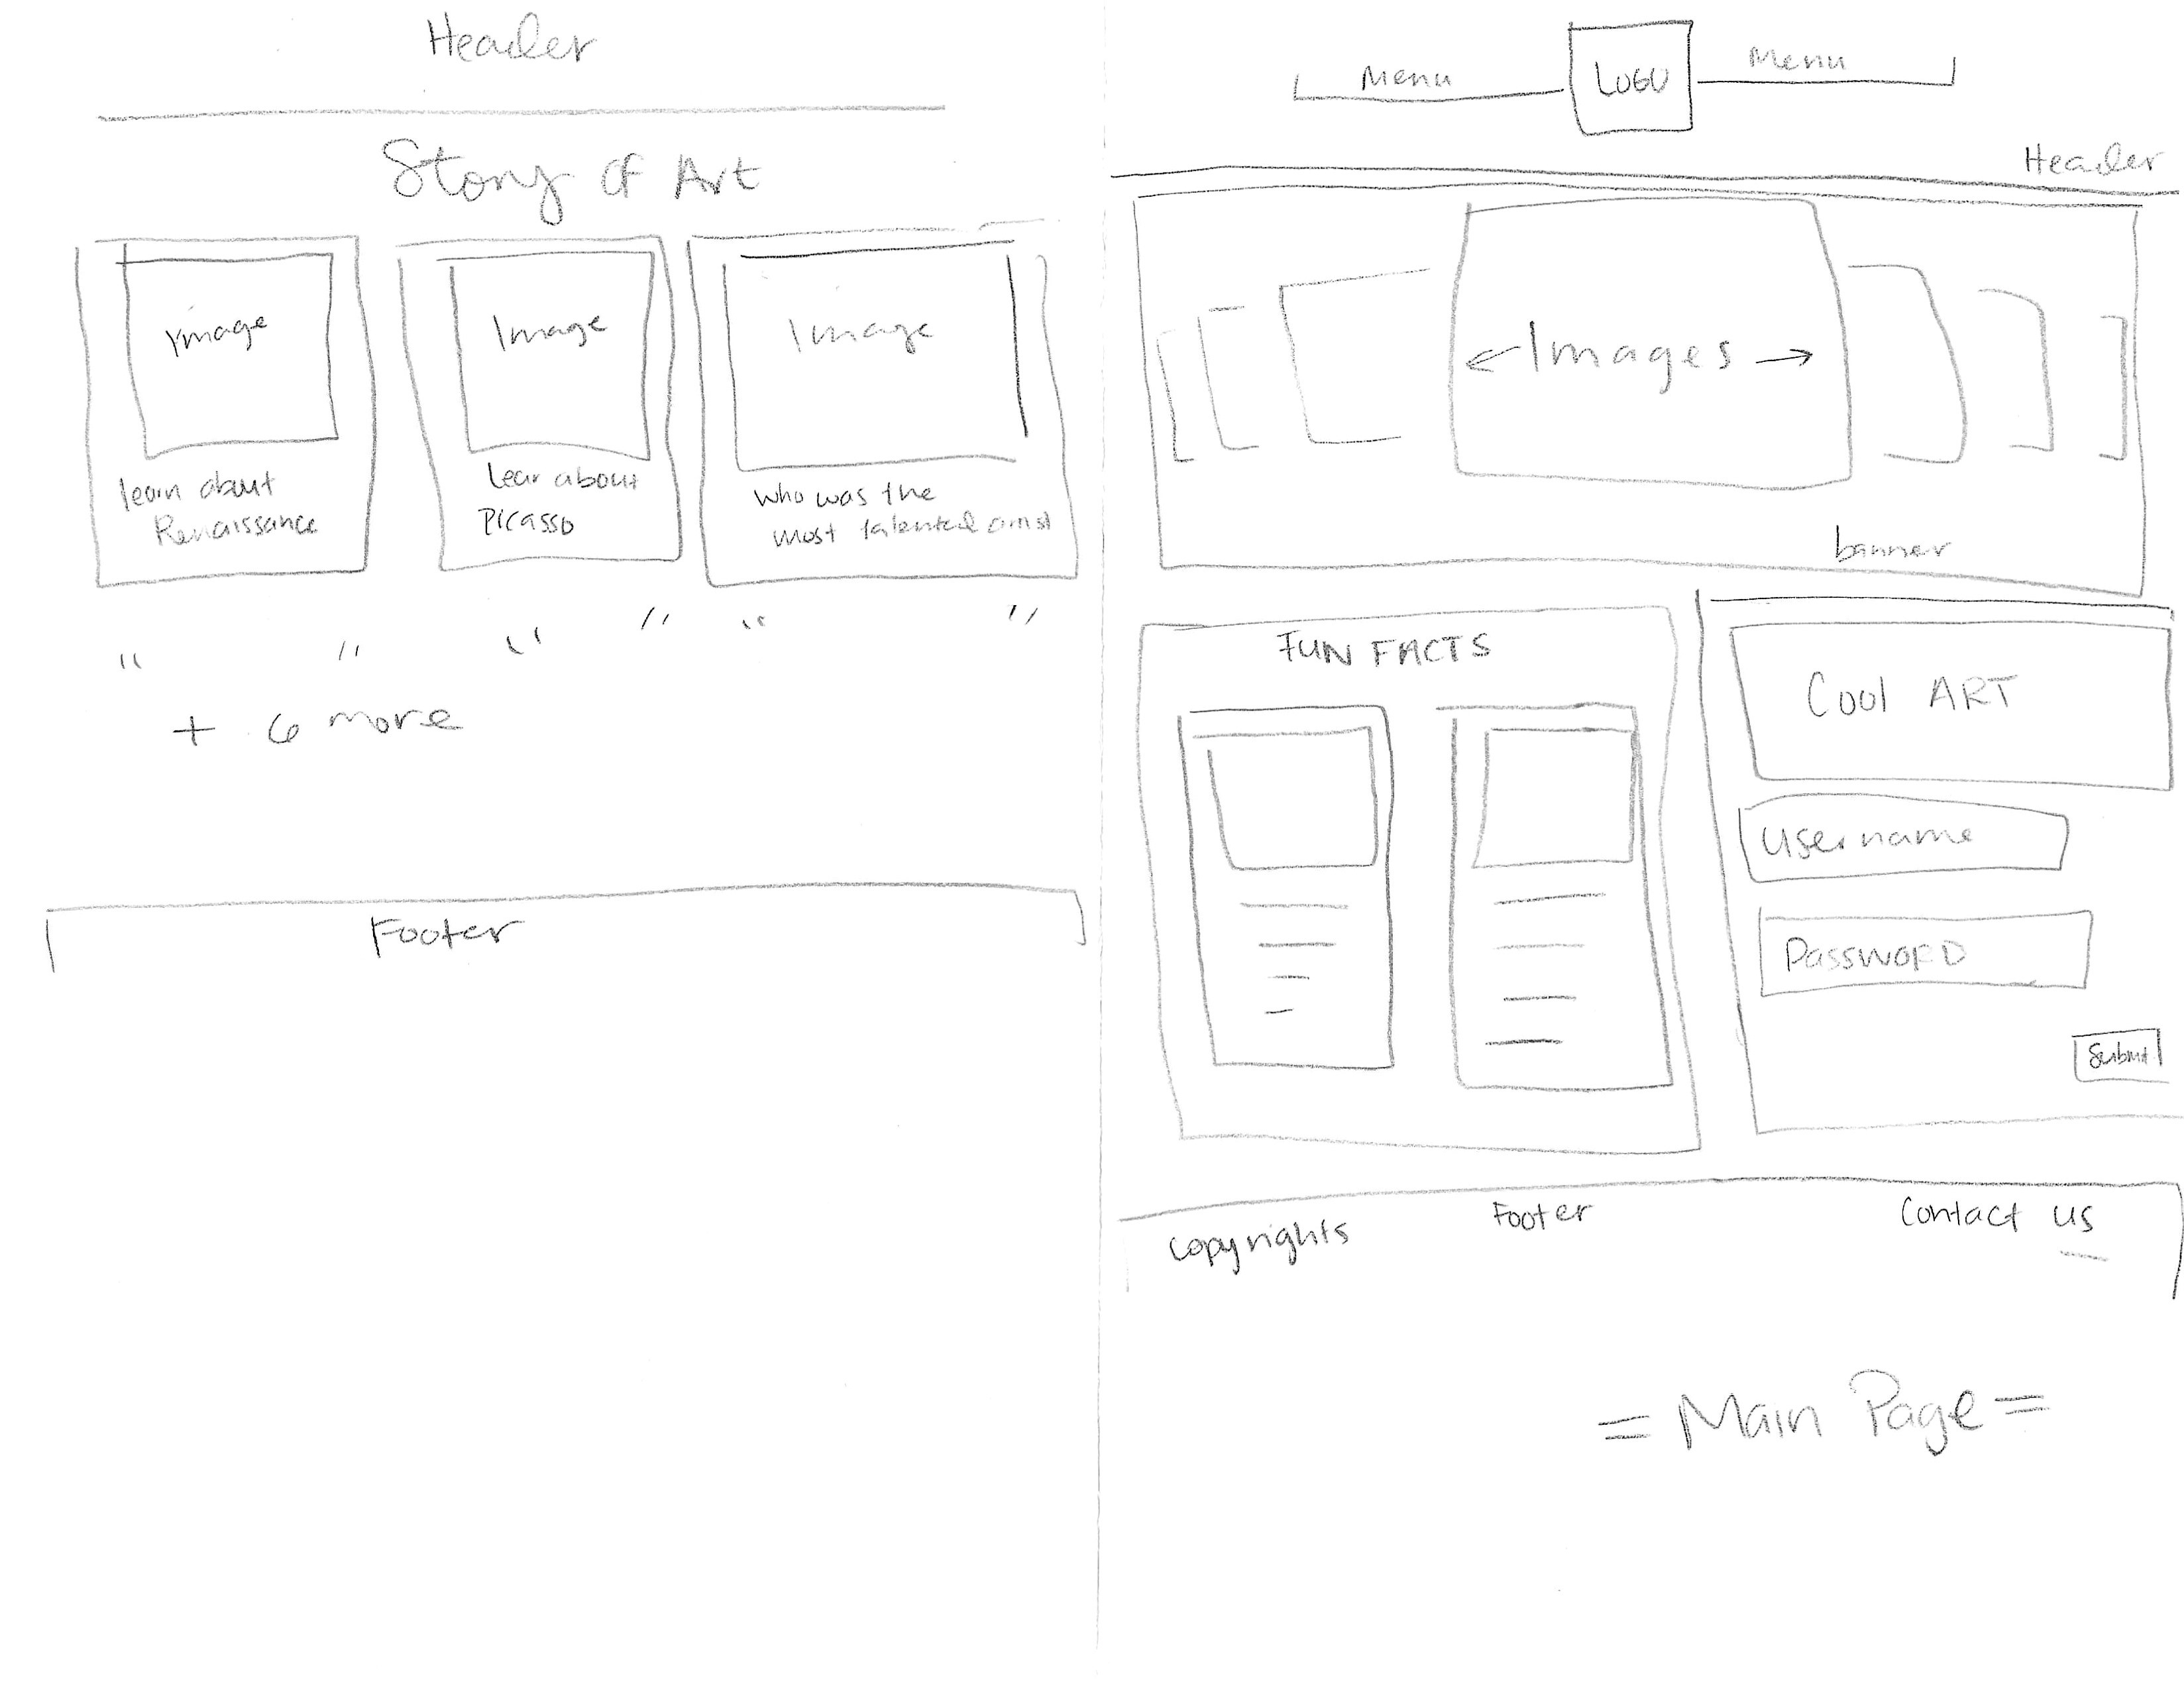 Header
Story of Art
Image
learn about
Renaissance
Image
Lear about
Picasso
Image
who was the
most talented
" " " " " "
+ 6 more
Footer
Menu
LOGO
Menu
Header
← Images →
banner
FUN FACTS
Cool ART
Username
Password
Submit
Copyrights
Footer
Contact us
= Main Page =